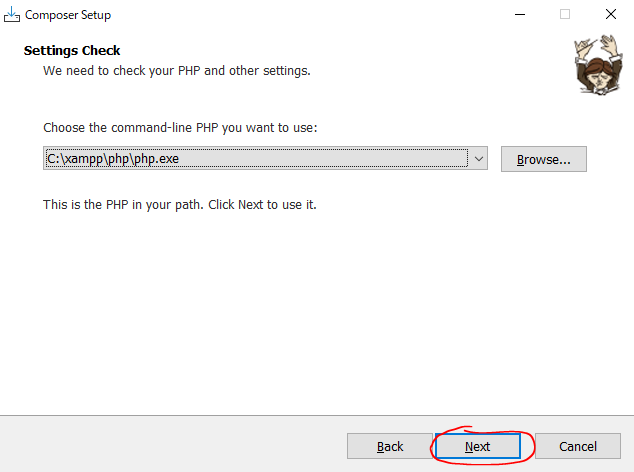 Composer Setup
Settings Check
We need to check your PHP and other settings.
Choose the command-line PHP you want to use:
C:\xampp\php\php.exe
Browse...
This is the PHP in your path. Click Next to use it.
Back
Next
Cancel